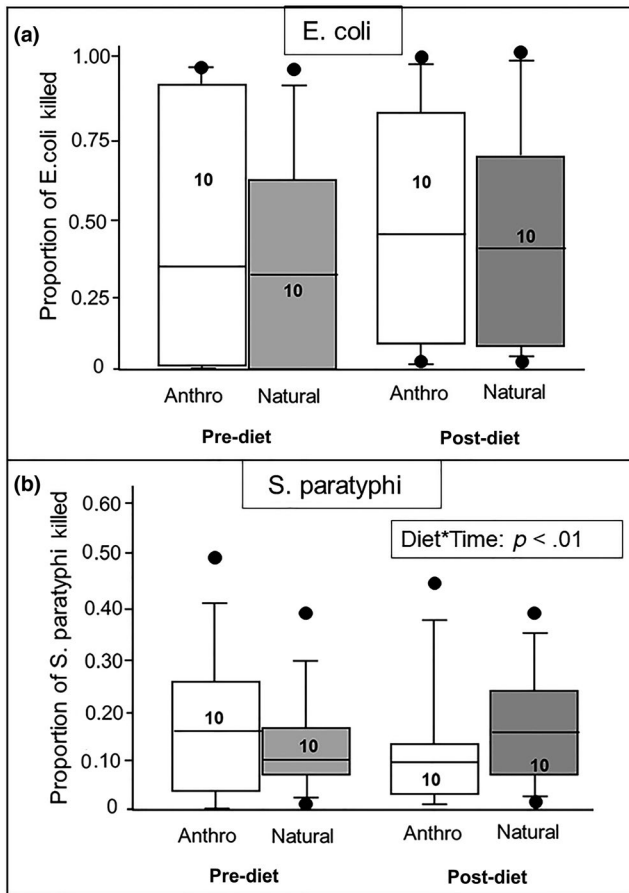 (a)
E. coli
Proportion of E.coli killed
1.00
0.75
0.50
0.25
0
10
10
10
10
Anthro Natural Anthro Natural
Pre-diet Post-diet
(b)
S. paratyphi
Proportion of S. paratyphi killed
0.60
0.50
0.40
0.30
0.20
0.10
0
Diet*Time: p < .01
10
10
10
10
Anthro Natural Anthro Natural
Pre-diet Post-diet